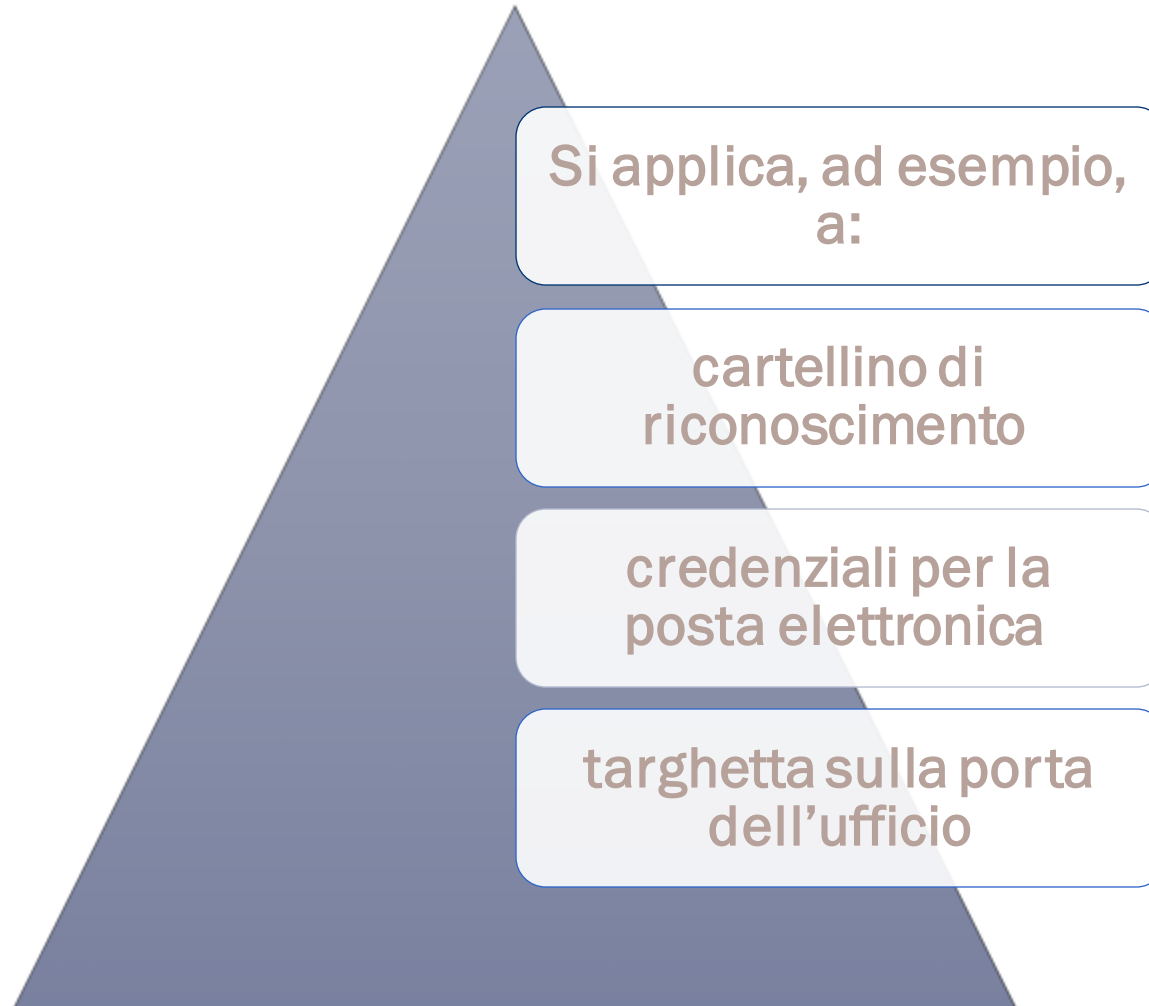 Si applica, ad esempio,
a:
cartellino di
riconoscimento
credenziali per la
posta elettronica
targhetta sulla porta
dell’ufficio